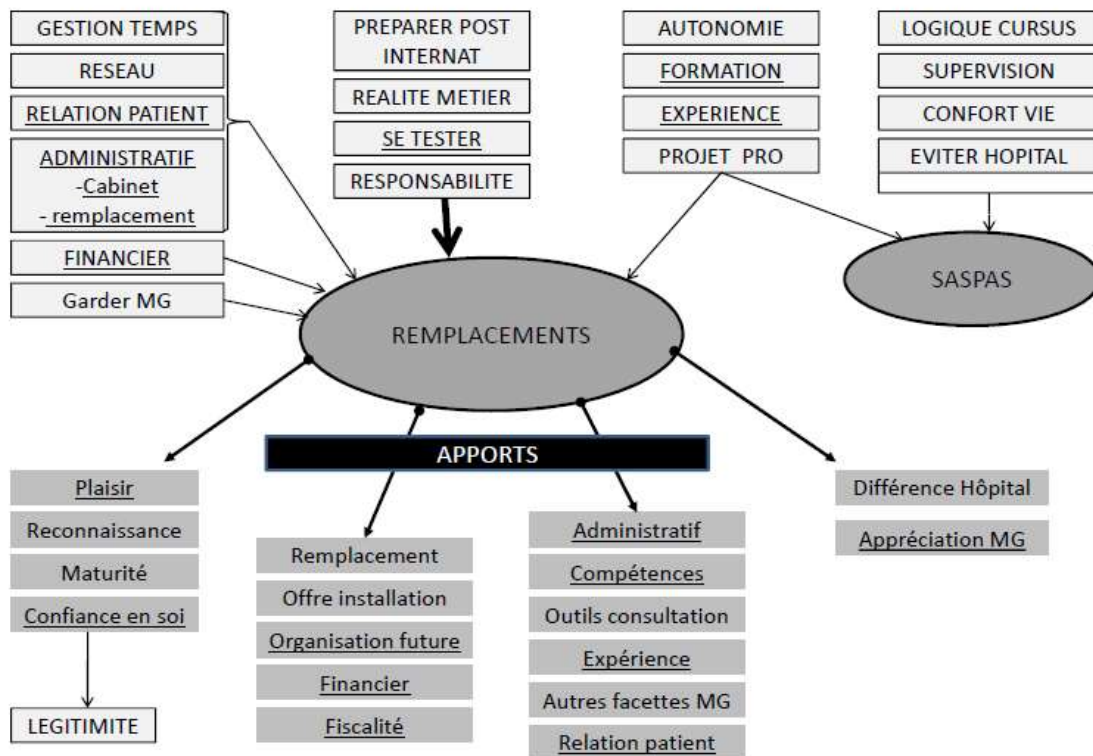 GESTION TEMPS
RESEAU
RELATION PATIENT
ADMINISTRATIF
-Cabinet
- remplacement
FINANCIER
Garder MG
PREPARER POST
INTERNAT
REALITE METIER
SE TESTER
RESPONSABILITE
AUTONOMIE
FORMATION
EXPERIENCE
PROJET PRO
LOGIQUE CURSUS
SUPERVISION
CONFORT VIE
EVITER HOPITAL
REMPLACEMENTS
SASPAS
APPORTS
Plaisir
Reconnaissance
Maturité
Confiance en soi
LEGITIMITE
Remplacement
Offre installation
Organisation future
Financier
Fiscalité
Administratif
Compétences
Outils consultation
Expérience
Autres facettes MG
Relation patient
Différence Hôpital
Appréciation MG